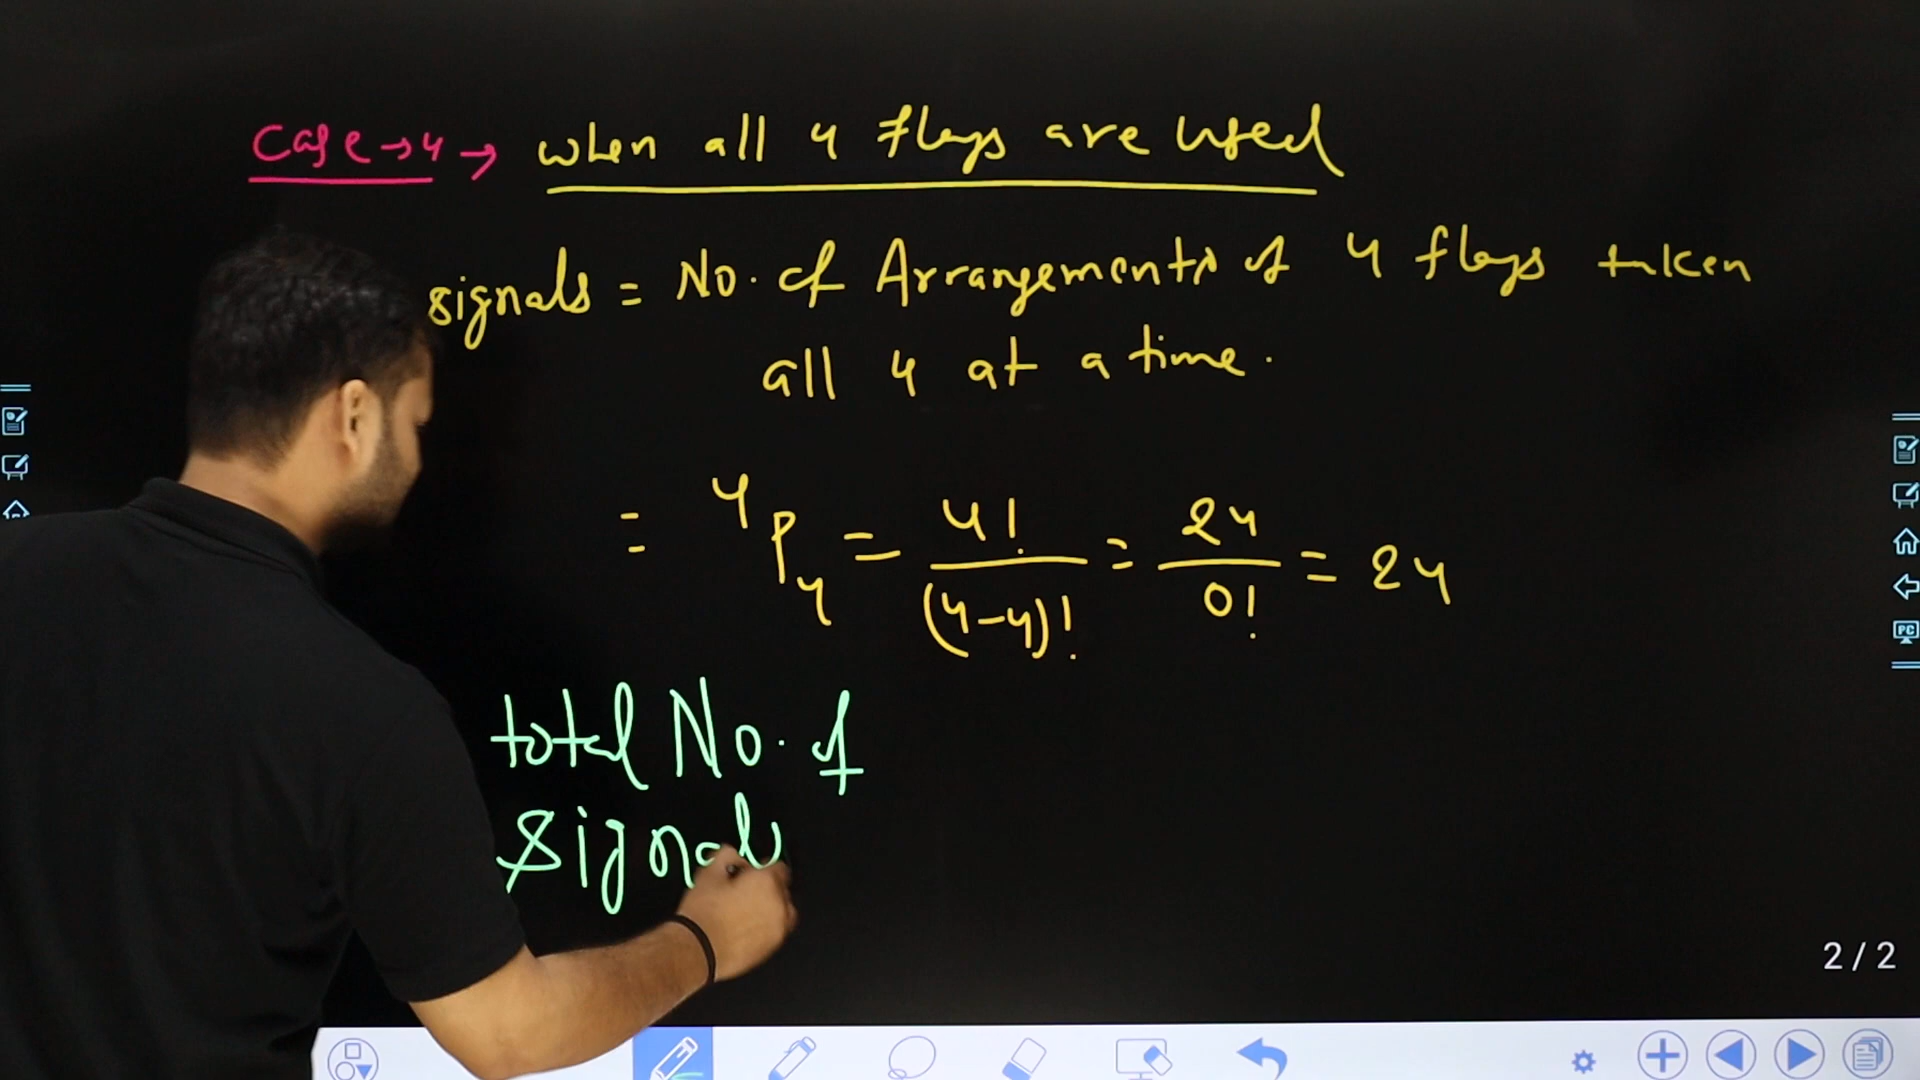 Case → 4 → when all 4 flags are used
signals = No. of Arrangements of 4 flags taken
all 4 at a time.
= ⁴P₄ = 4!/(4-4)! = 24/0! = 24
total No. of
signals
2/2
PC